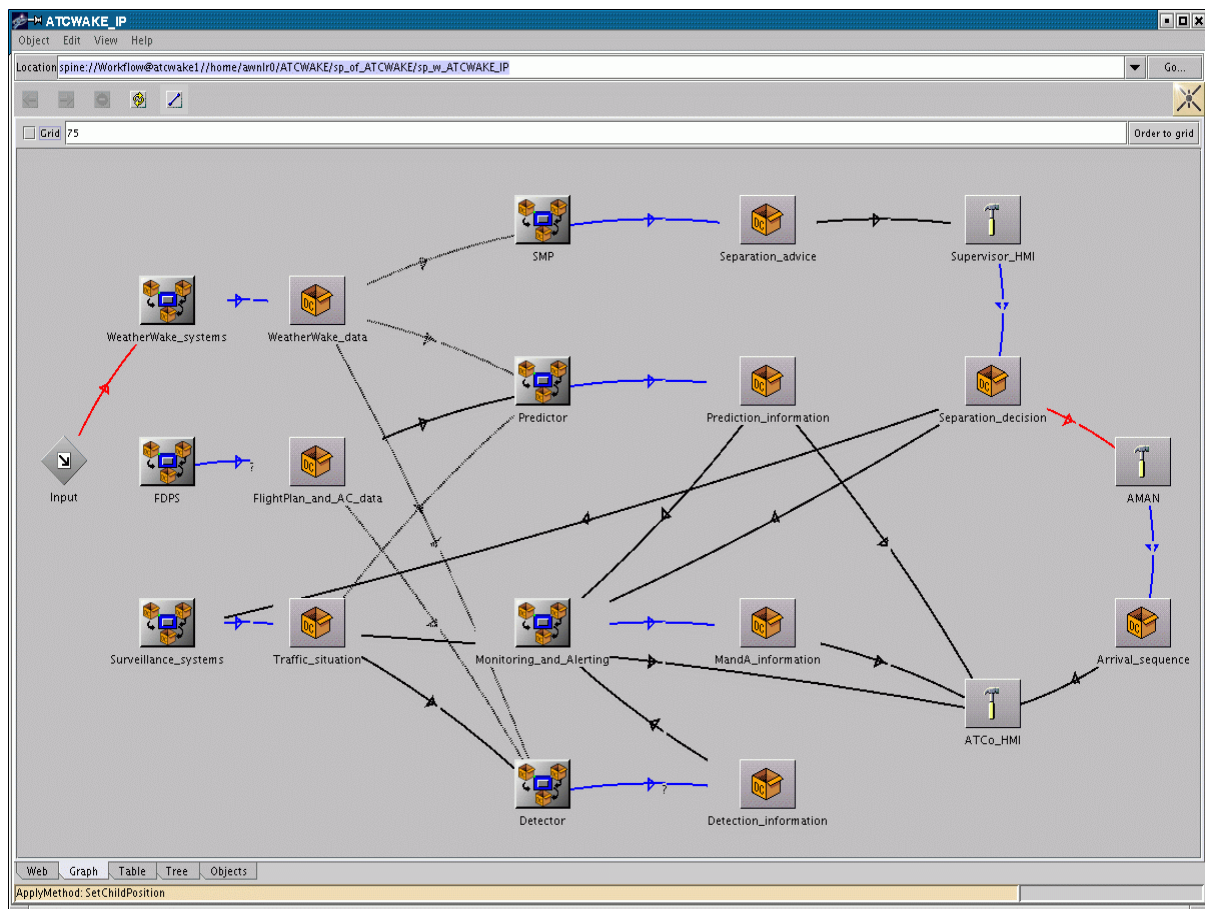 ATCWAKE_IP
Object Edit View Help
Location spine://Workflow@atcwake1//home/awnlr0/ATCWAKE/sp_of_ATCWAKE/sp_w_ATCWAKE_IP Go...
Grid 75 Order to grid
SMP Separation_advice Supervisor_HMI
WeatherWake_systems WeatherWake_data
Predictor Prediction_information Separation_decision
Input FDPS ? FlightPlan_and_AC_data AMAN
Surveillance_systems Traffic_situation Monitoring_and_Alerting MandA_information Arrival_sequence
ATCo_HMI
?
Detector Detection_information
Web Graph Table Tree Objects
ApplyMethod: SetChildPosition